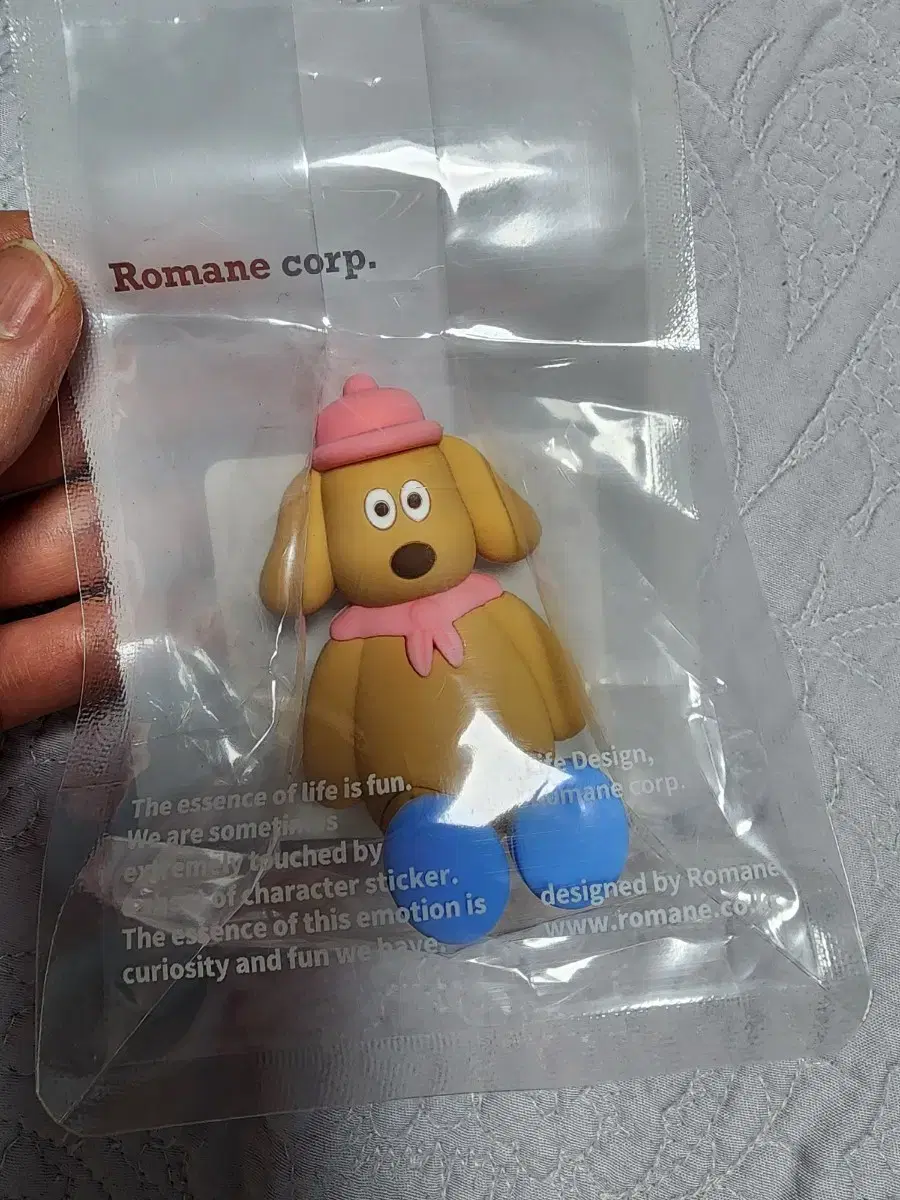 Romane corp.
The essence of life is fun.
We are sometimes
extremely touched by
of character sticker.
The essence of this emotion is
curiosity and fun we have.
Design,
Romane corp.
designed by Romane
www.romane.co